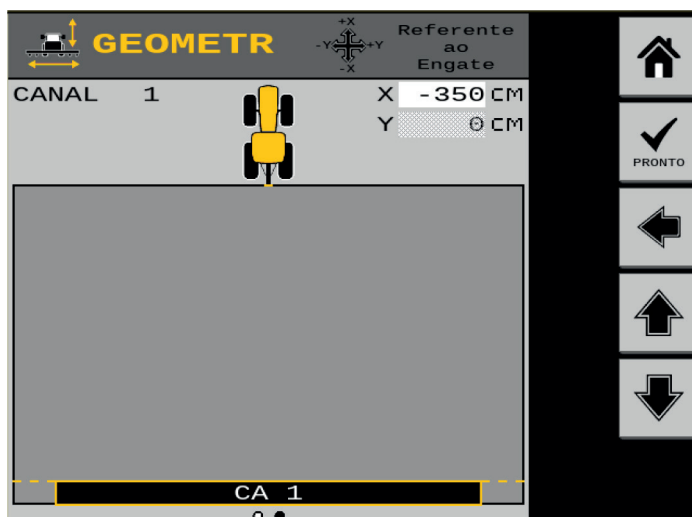 GEOMETR
+X
-Y +Y
-X
Referente
ao
Engate
CANAL 1
X -350 CM
Y 0 CM
PRONTO
CA 1